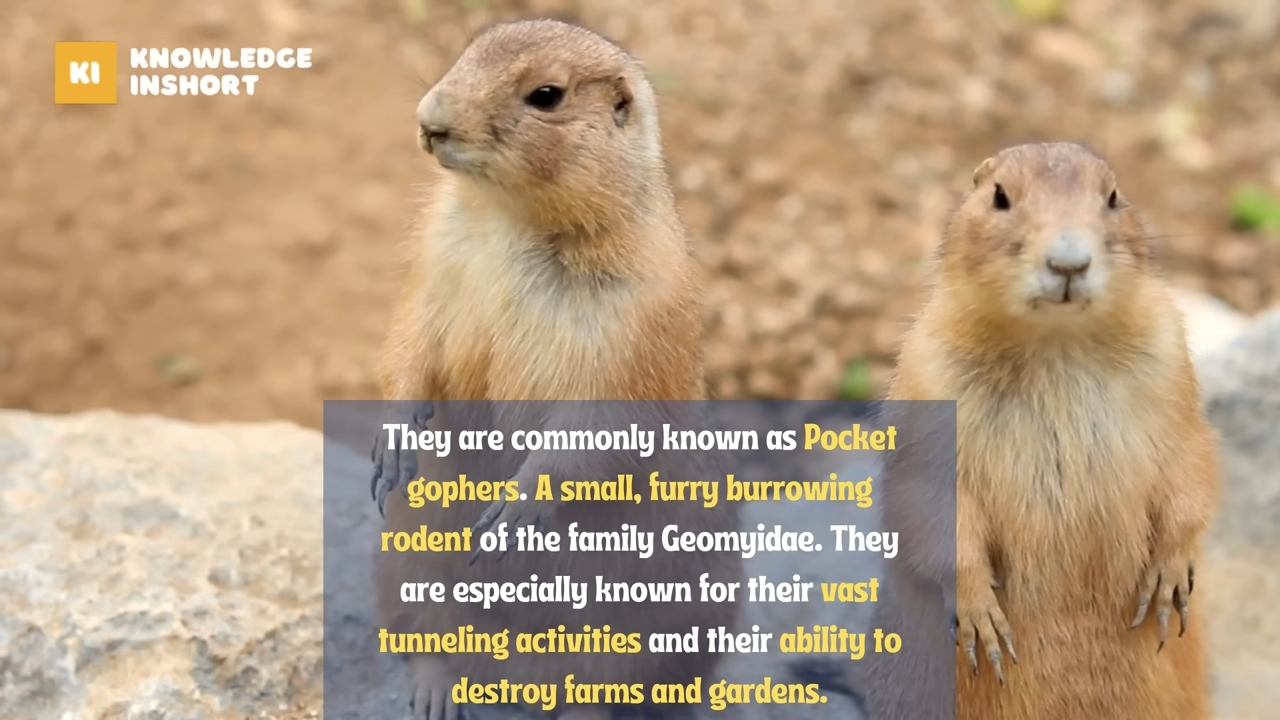 KI
KNOWLEDGE
INSHORT
They are commonly known as Pocket
gophers. A small, furry burrowing
rodent of the family Geomyidae. They
are especially known for their vast
tunneling activities and their ability to
destroy farms and gardens.